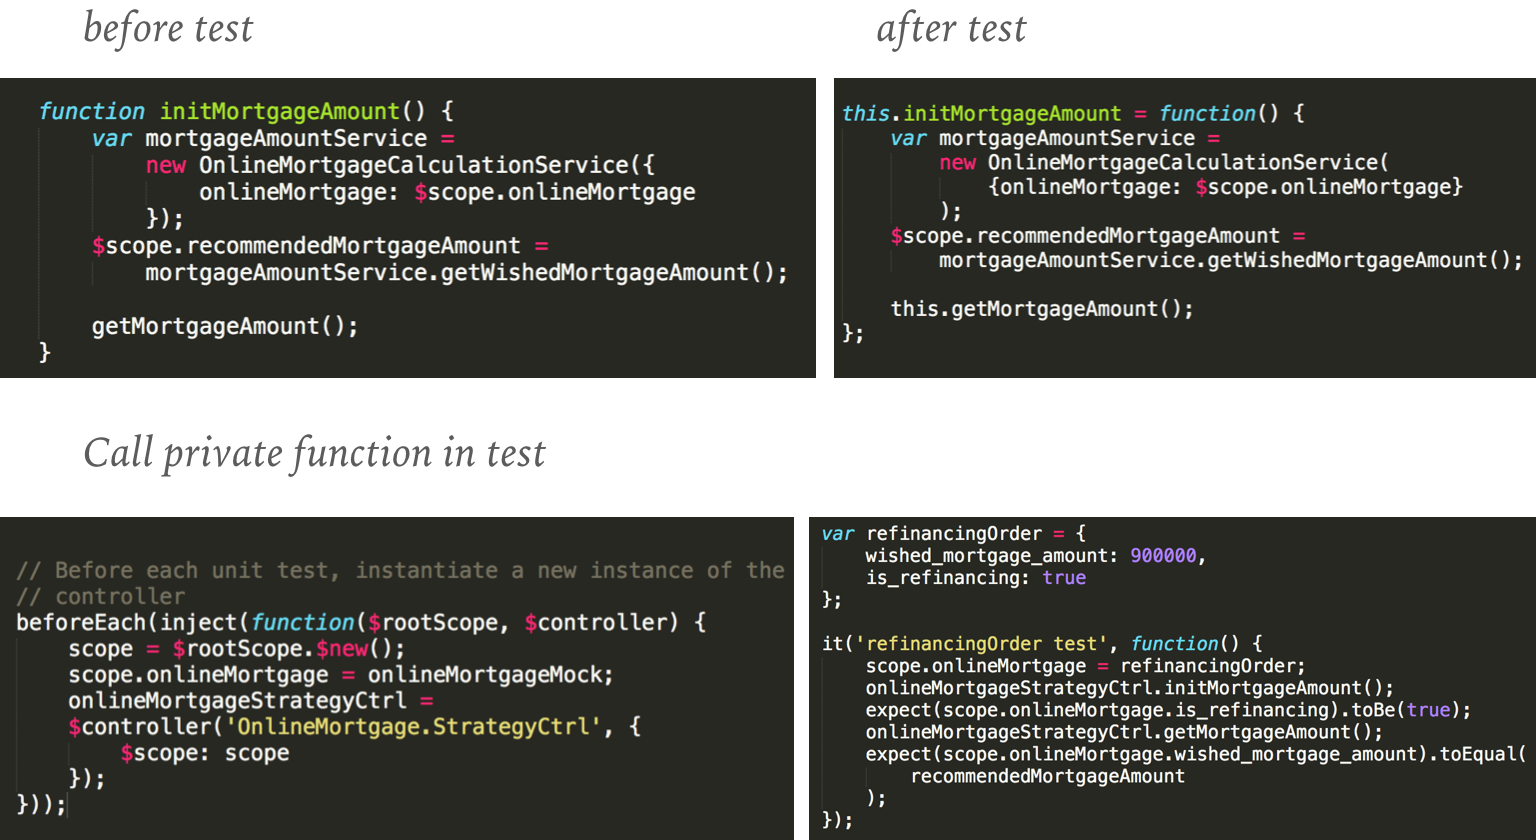 before test
function initMortgageAmount() {
    var mortgageAmountService =
        new OnlineMortgageCalculationService({
            onlineMortgage: $scope.onlineMortgage
        });
    $scope.recommendedMortgageAmount =
        mortgageAmountService.getWishedMortgageAmount();

    getMortgageAmount();
}
after test
this.initMortgageAmount = function() {
    var mortgageAmountService =
        new OnlineMortgageCalculationService(
            {onlineMortgage: $scope.onlineMortgage}
        );
    $scope.recommendedMortgageAmount =
        mortgageAmountService.getWishedMortgageAmount();

    this.getMortgageAmount();
};
Call private function in test
// Before each unit test, instantiate a new instance of the
// controller
beforeEach(inject(function($rootScope, $controller) {
    scope = $rootScope.$new();
    scope.onlineMortgage = onlineMortgageMock;
    onlineMortgageStrategyCtrl =
    $controller('OnlineMortgage.StrategyCtrl', {
        $scope: scope
    });
}));
var refinancingOrder = {
    wished_mortgage_amount: 900000,
    is_refinancing: true
};

it('refinancingOrder test', function() {
    scope.onlineMortgage = refinancingOrder;
    onlineMortgageStrategyCtrl.initMortgageAmount();
    expect(scope.onlineMortgage.is_refinancing).toBe(true);
    onlineMortgageStrategyCtrl.getMortgageAmount();
    expect(scope.onlineMortgage.wished_mortgage_amount).toEqual(
        recommendedMortgageAmount
    );
});